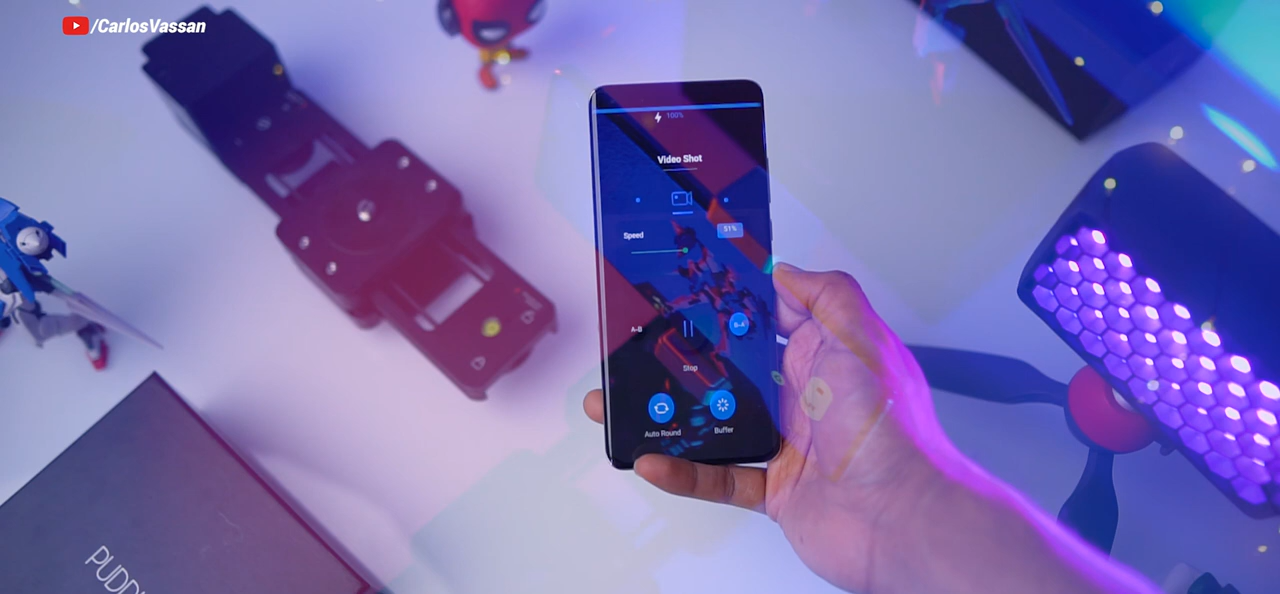 /CarlosVassan
100%
Video Shot
Speed
51%
A-B
B-A
Stop
Auto Round
Buffer
PUDD